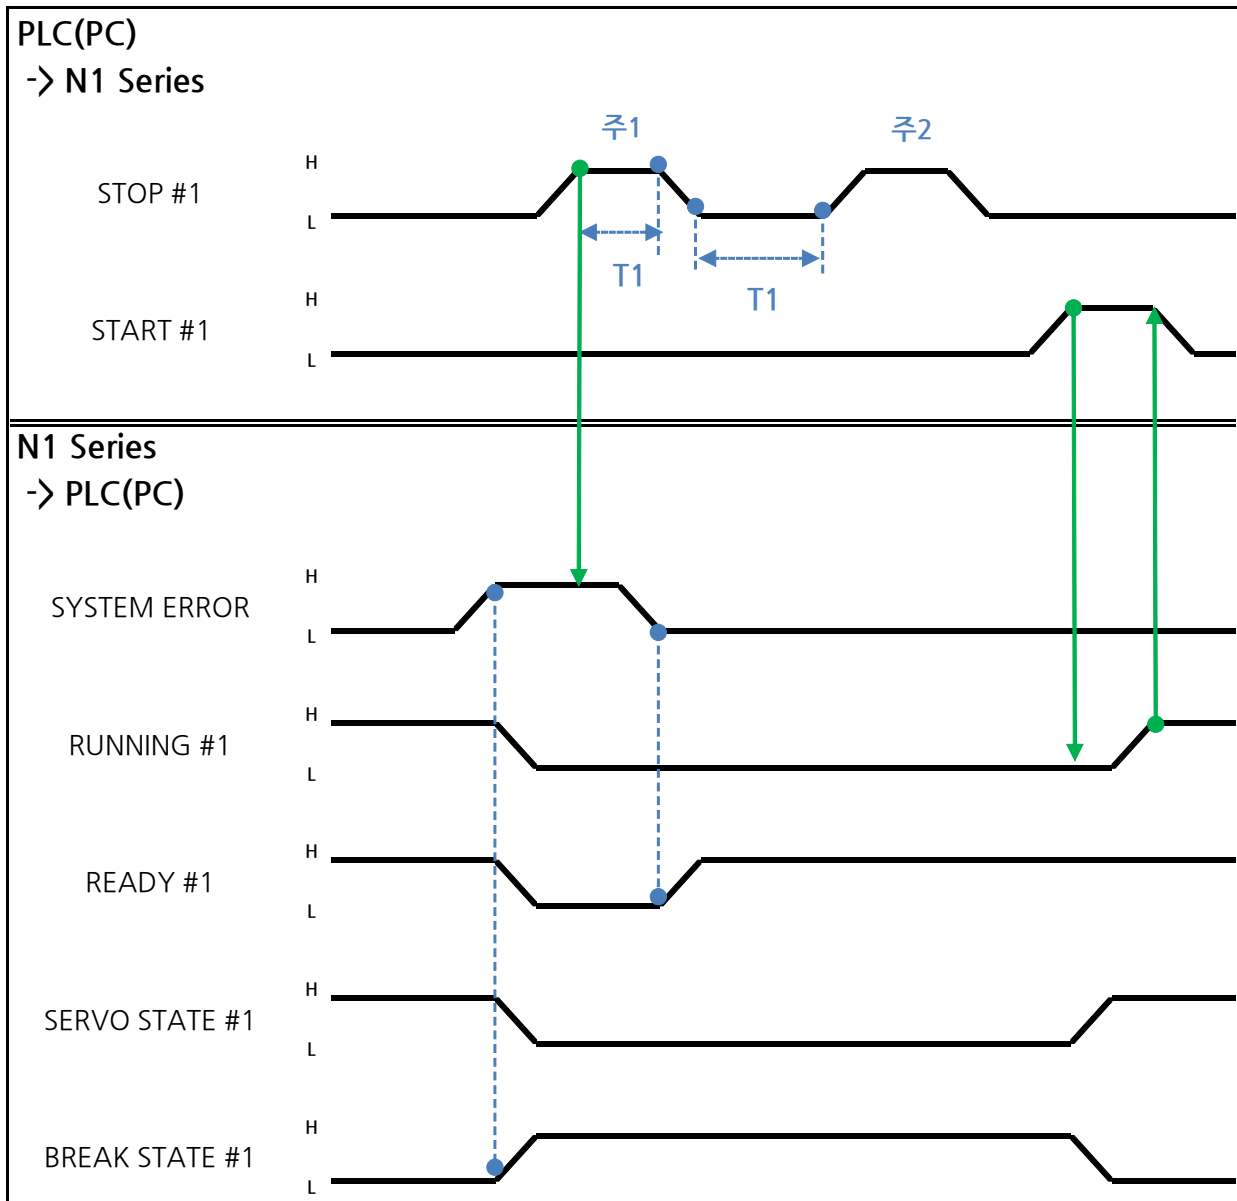 PLC(PC)
-> N1 Series
주1
주2
H
STOP #1
L
T1
T1
H
START #1
L
N1 Series
-> PLC(PC)
H
SYSTEM ERROR
L
H
RUNNING #1
L
H
READY #1
L
H
SERVO STATE #1
L
H
BREAK STATE #1
L